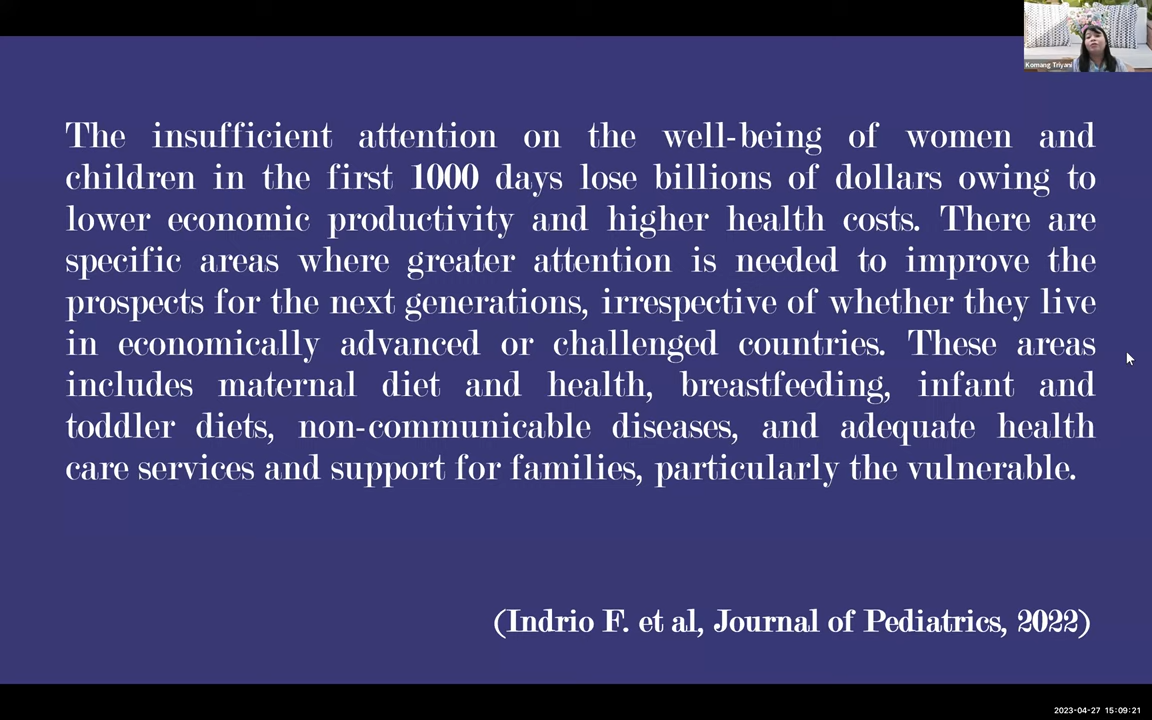 Komang Triyani
The insufficient attention on the well-being of women and
children in the first 1000 days lose billions of dollars owing to
lower economic productivity and higher health costs. There are
specific areas where greater attention is needed to improve the
prospects for the next generations, irrespective of whether they live
in economically advanced or challenged countries. These areas
includes maternal diet and health, breastfeeding, infant and
toddler diets, non-communicable diseases, and adequate health
care services and support for families, particularly the vulnerable.
(Indrio F. et al, Journal of Pediatrics, 2022)
2023-04-27 15:09:21